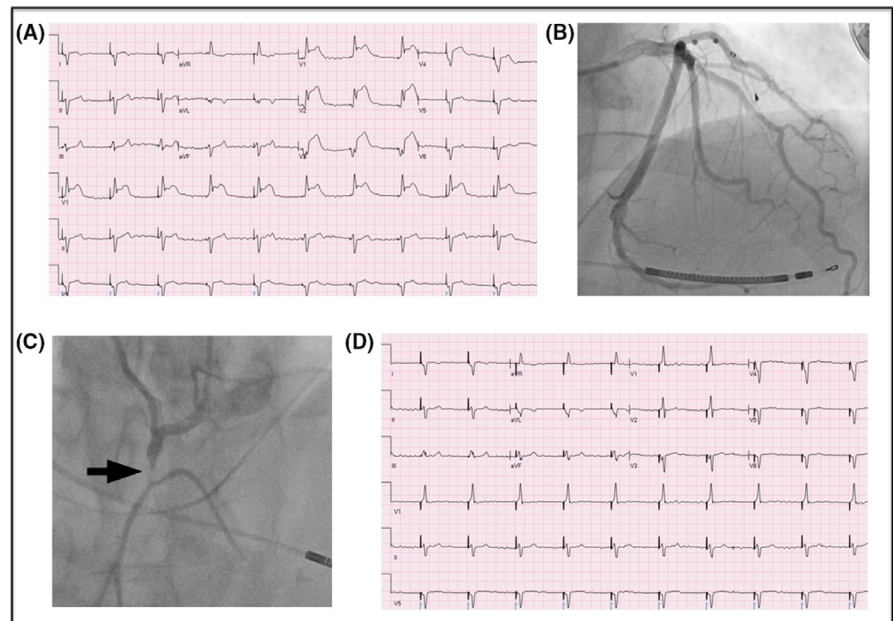 (A)
I aVR V1 V4
II aVL V2 V5
III aVF V3 V6
V1
II
V5
(B)
(C)
(D)
I aVR V1 V4
II aVL V2 V5
III aVF V3 V6
V1
II
V5